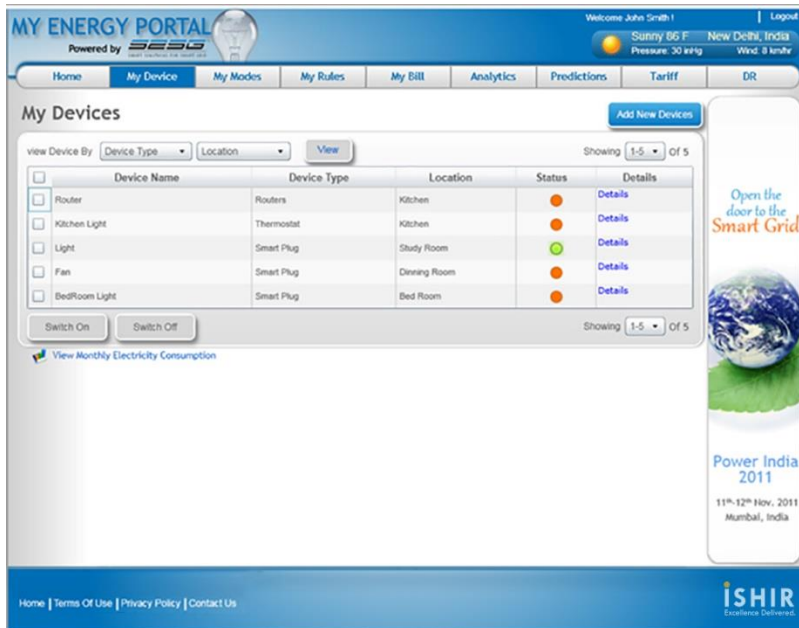 Welcome John Smith ! | Logout
MY ENERGY PORTAL
Powered by SESG
Sunny 86 F New Delhi, India
Pressure: 30 inHg Wind: 8 km/hr
Home My Device My Modes My Rules My Bill Analytics Predictions Tariff DR
My Devices
Add New Devices
view Device By Device Type Location View Showing 1-5 Of 5
Device Name Device Type Location Status Details
Router Routers Kitchen Details
Kitchen Light Thermostat Kitchen Details
Light Smart Plug Study Room Details
Fan Smart Plug Dinning Room Details
BedRoom Light Smart Plug Bed Room Details
Switch On Switch Off Showing 1-5 Of 5
View Monthly Electricity Consumption
Open the
door to the
Smart Grid
Power India
2011
11th-12th Nov. 2011
Mumbai, India
Home | Terms Of Use | Privacy Policy | Contact Us
iSHIR
Excellence Delivered.